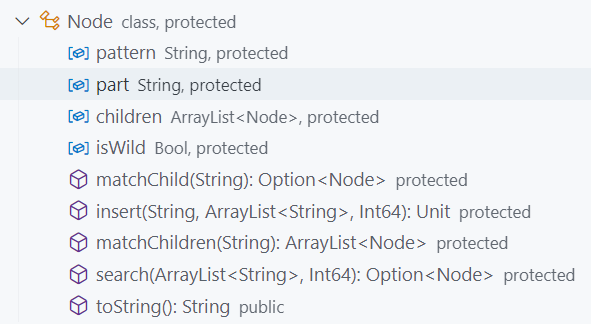 Node class, protected
pattern String, protected
part String, protected
children ArrayList<Node>, protected
isWild Bool, protected
matchChild(String): Option<Node> protected
insert(String, ArrayList<String>, Int64): Unit protected
matchChildren(String): ArrayList<Node> protected
search(ArrayList<String>, Int64): Option<Node> protected
toString(): String public